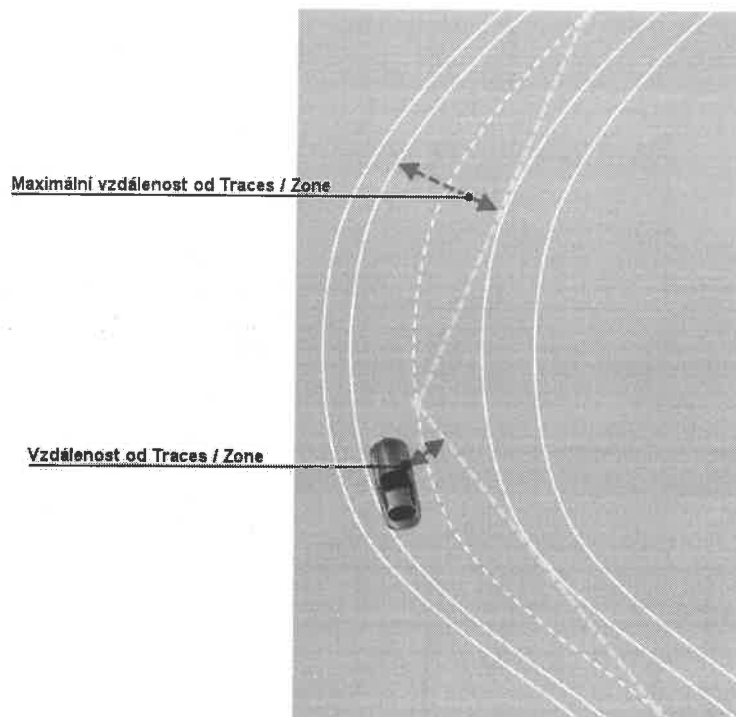 Maximální vzdálenost od Traces / Zone
Vzdálenost od Traces / Zone